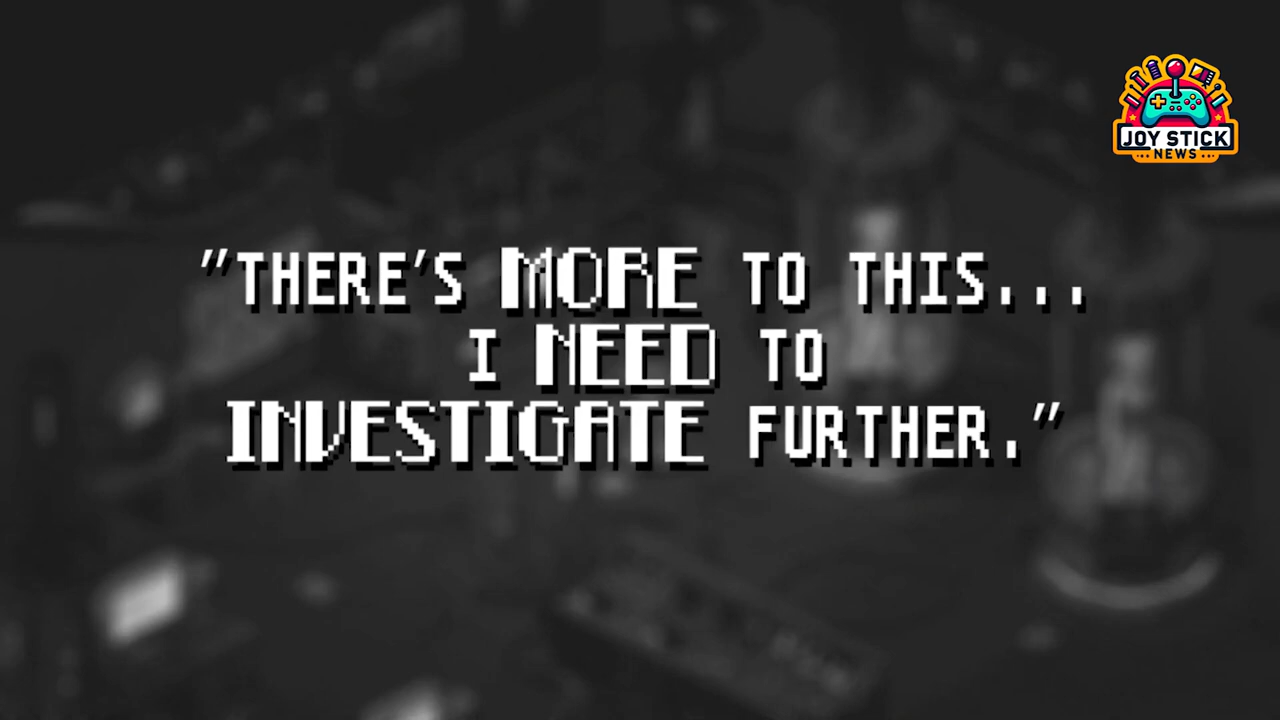 JOY STICK
NEWS
"THERE'S MORE TO THIS...
I NEED TO
INVESTIGATE FURTHER."